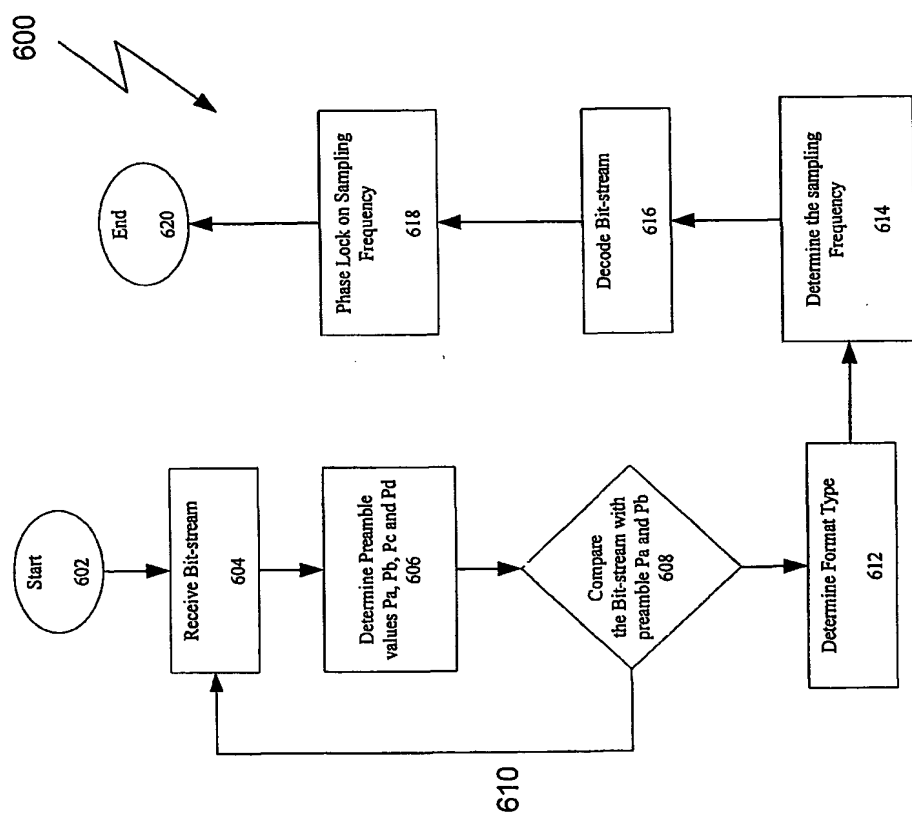 600
Start
602
Receive Bit-stream
604
Determine Preamble
values Pa, Pb, Pc and Pd
606
Compare
the Bit-stream with
preamble Pa and Pb
608
610
Determine Format Type
612
Determine the sampling
Frequency
614
Decode Bit-stream
616
Phase Lock on Sampling
Frequency
618
End
620